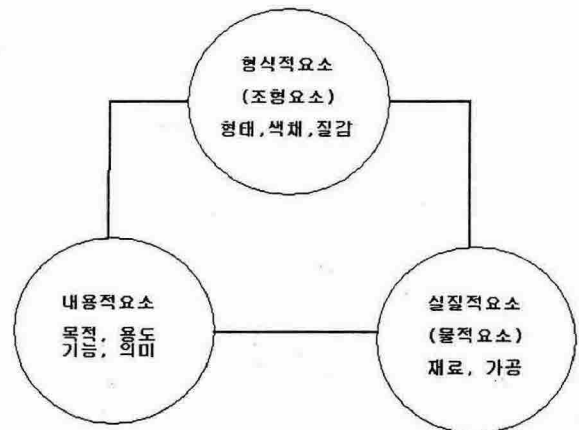 형식적요소
(조형요소)
형태,색채,질감
내용적요소
목적, 용도
기능, 의미
실질적요소
(물적요소)
재료, 가공